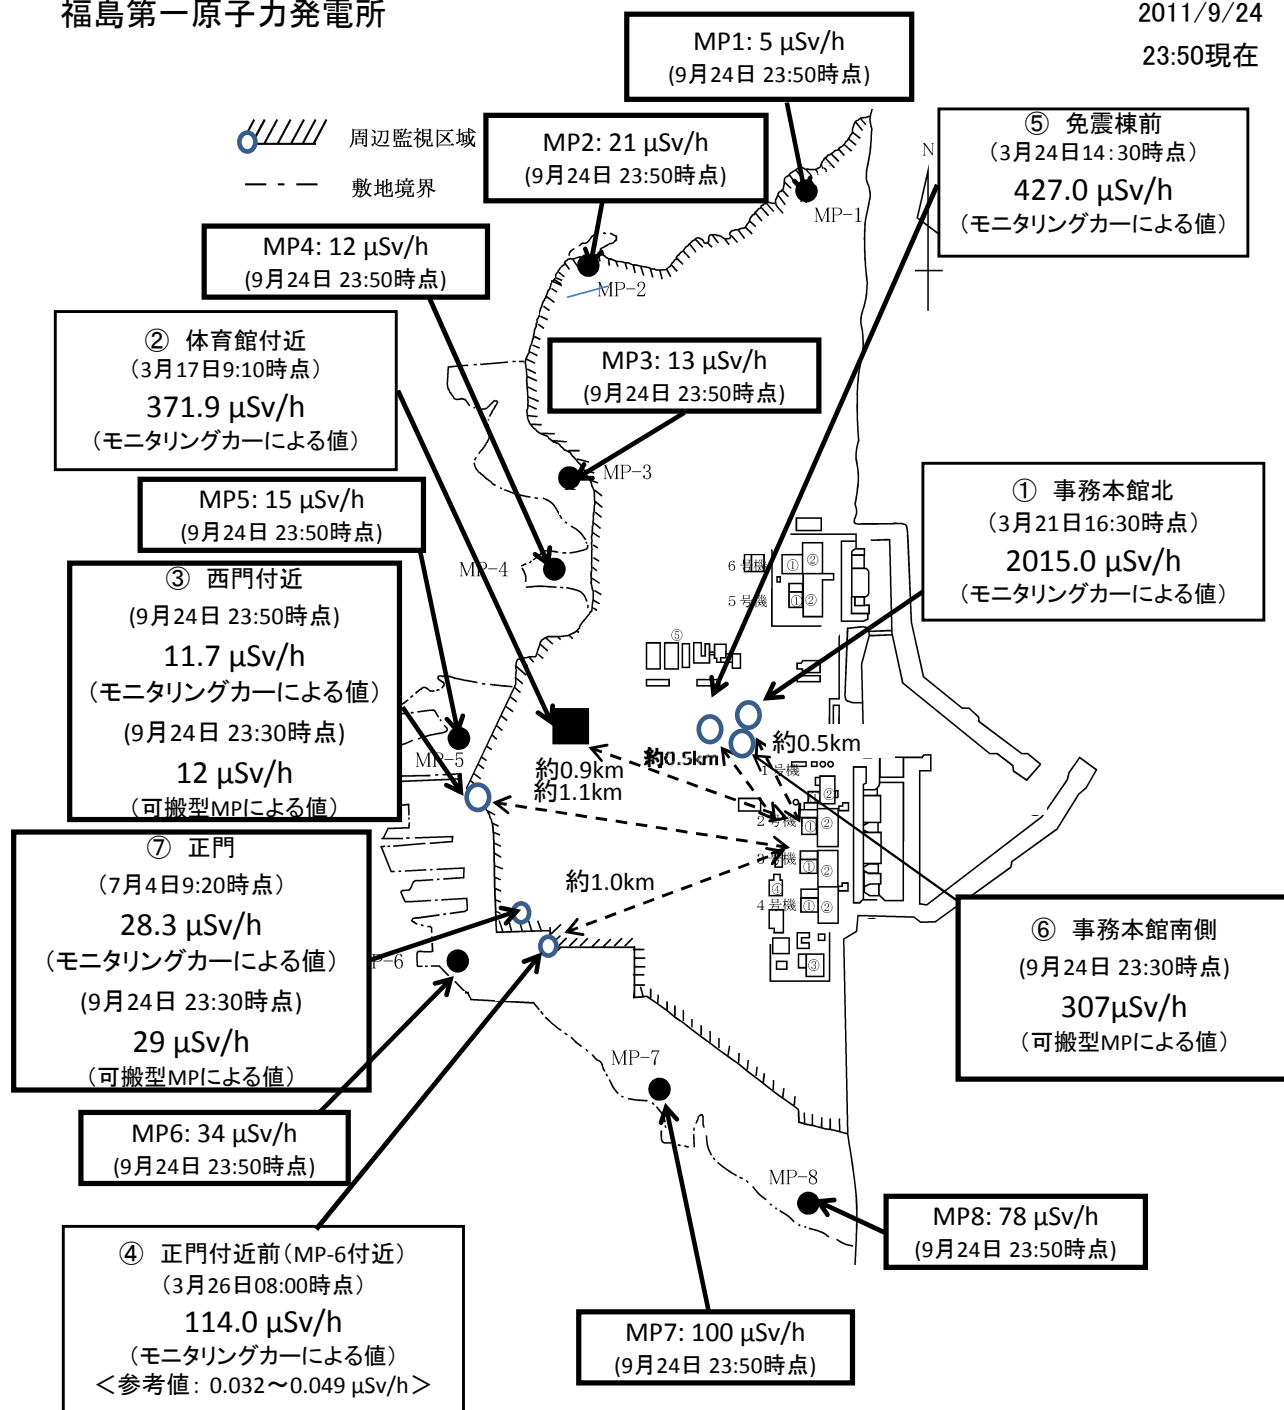 福島第一原子力発電所
2011/9/24
23:50現在
周辺監視区域
敷地境界
MP1: 5 μSv/h
(9月24日 23:50時点)
MP2: 21 μSv/h
(9月24日 23:50時点)
MP4: 12 μSv/h
(9月24日 23:50時点)
⑤ 免震棟前
(3月24日14:30時点)
427.0 μSv/h
(モニタリングカーによる値)
N
MP-1
MP-2
② 体育館付近
(3月17日9:10時点)
371.9 μSv/h
(モニタリングカーによる値)
MP3: 13 μSv/h
(9月24日 23:50時点)
MP-3
MP5: 15 μSv/h
(9月24日 23:50時点)
① 事務本館北
(3月21日16:30時点)
2015.0 μSv/h
(モニタリングカーによる値)
MP-4
③ 西門付近
(9月24日 23:50時点)
11.7 μSv/h
(モニタリングカーによる値)
(9月24日 23:30時点)
12 μSv/h
(可搬型MPによる値)
6号機
① ②
5号機
① ②
⑤
MP-5
約0.9km
約1.1km
約0.5km
約0.5km
1号機
②
2号機
① ②
3号機
① ②
④
4号機
① ②
③
約1.0km
⑦ 正門
(7月4日9:20時点)
28.3 μSv/h
(モニタリングカーによる値)
(9月24日 23:30時点)
29 μSv/h
(可搬型MPによる値)
P-6
⑥ 事務本館南側
(9月24日 23:30時点)
307μSv/h
(可搬型MPによる値)
MP-7
MP6: 34 μSv/h
(9月24日 23:50時点)
MP-8
MP8: 78 μSv/h
(9月24日 23:50時点)
④ 正門付近前(MP-6付近)
(3月26日08:00時点)
114.0 μSv/h
(モニタリングカーによる値)
<参考値: 0.032~0.049 μSv/h>
MP7: 100 μSv/h
(9月24日 23:50時点)